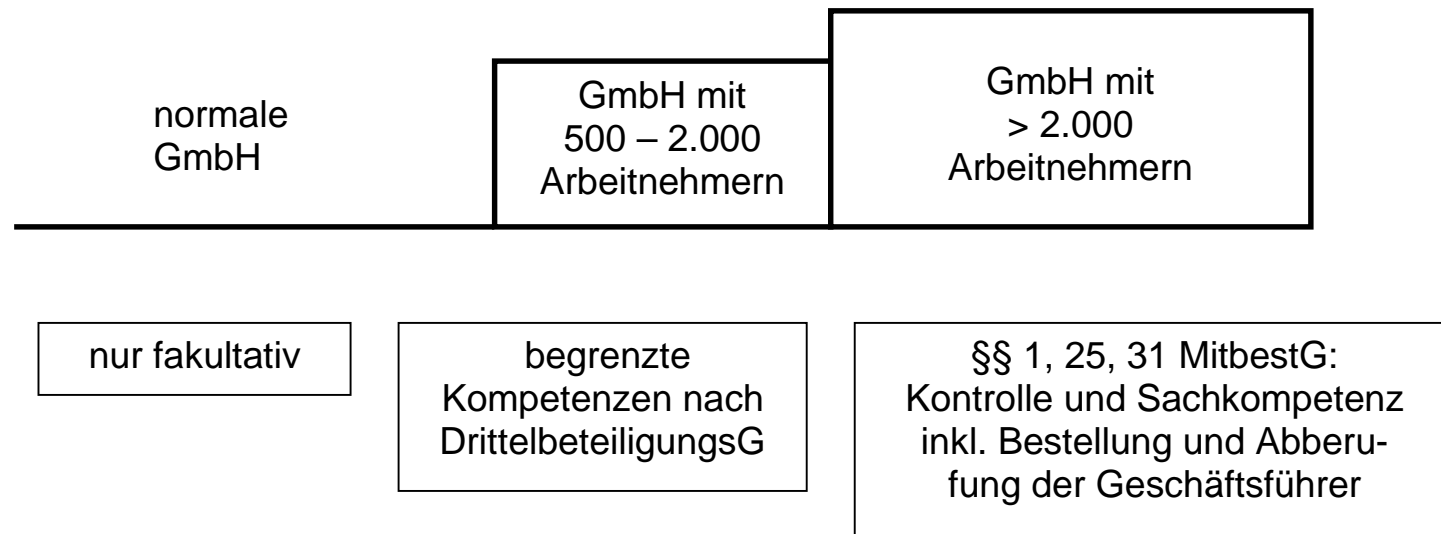 normale
GmbH
GmbH mit
500 – 2.000
Arbeitnehmern
GmbH mit
> 2.000
Arbeitnehmern
nur fakultativ
begrenzte
Kompetenzen nach
DrittelbeteiligungsG
§§ 1, 25, 31 MitbestG:
Kontrolle und Sachkompetenz
inkl. Bestellung und Abberu-
fung der Geschäftsführer